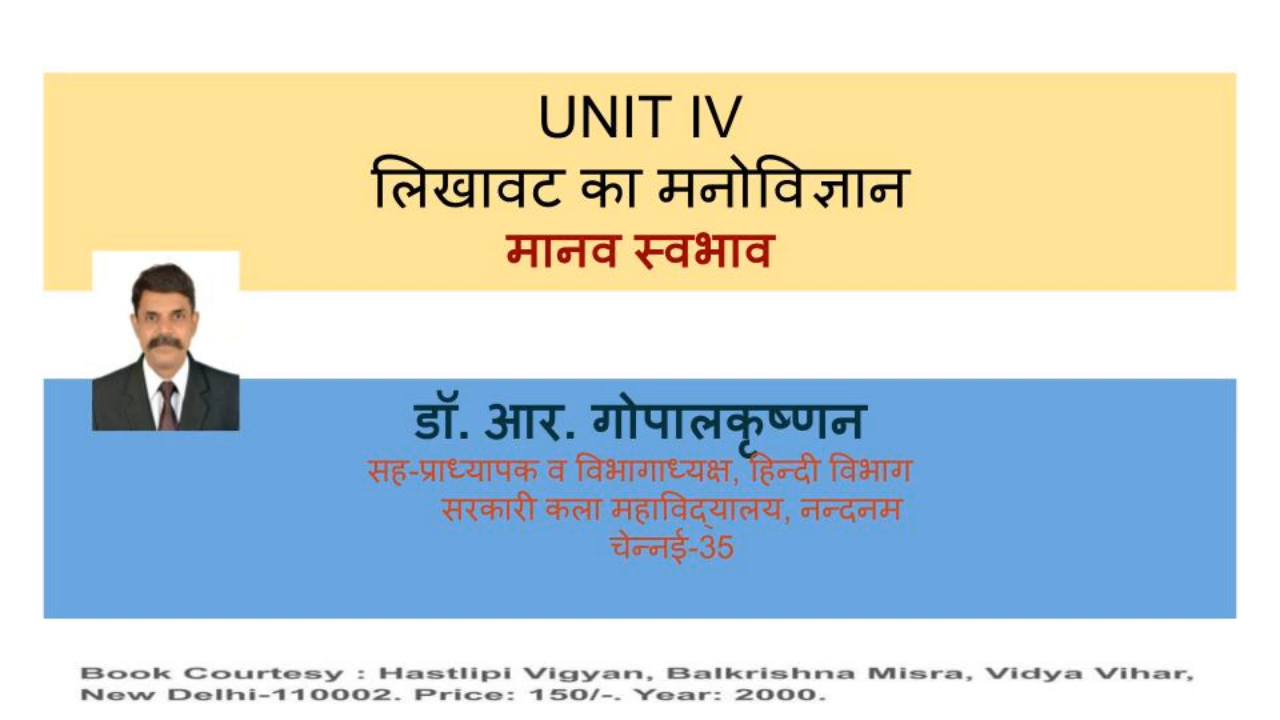 UNIT IV
लिखावट का मनोविज्ञान
मानव स्वभाव
डॉ. आर. गोपालकृष्णन
सह-प्राध्यापक व विभागाध्यक्ष, हिन्दी विभाग
सरकारी कला महाविद्यालय, नन्दनम
चेन्नई-35
Book Courtesy : Hastlipi Vigyan, Balkrishna Misra, Vidya Vihar,
New Delhi-110002. Price: 150/-. Year: 2000.